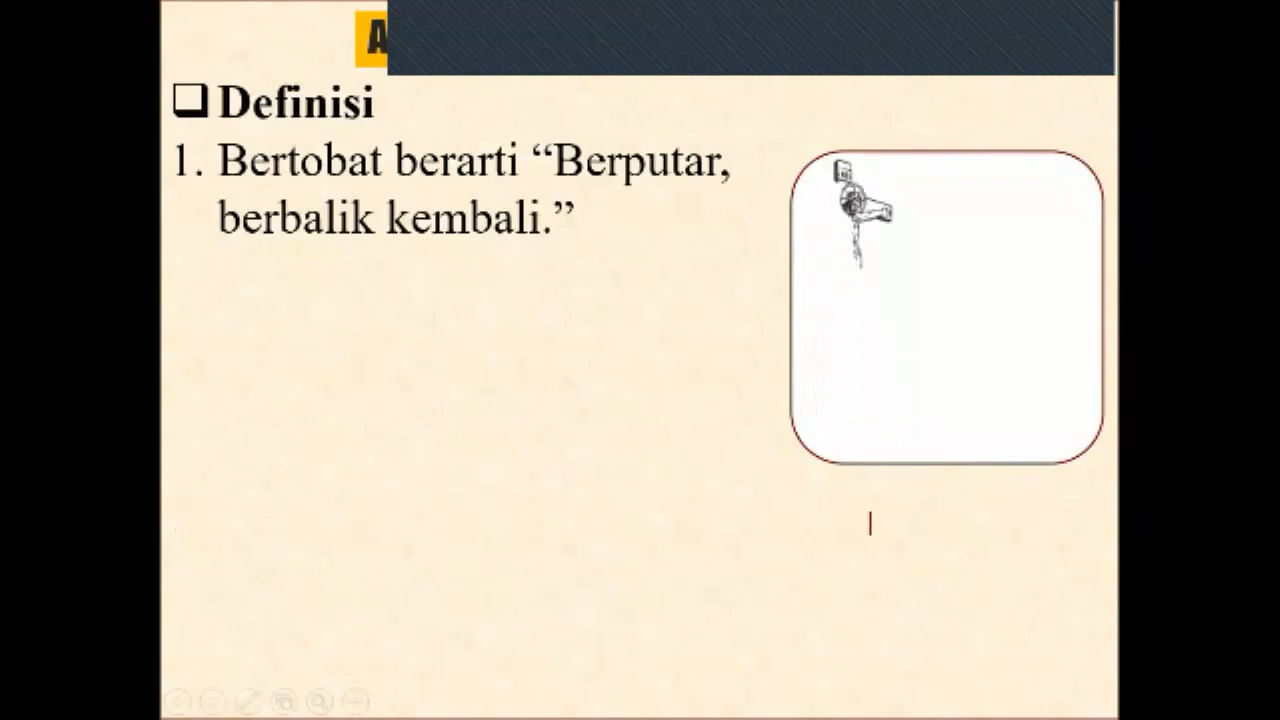 A
❑ Definisi
1. Bertobat berarti “Berputar,
berbalik kembali.”